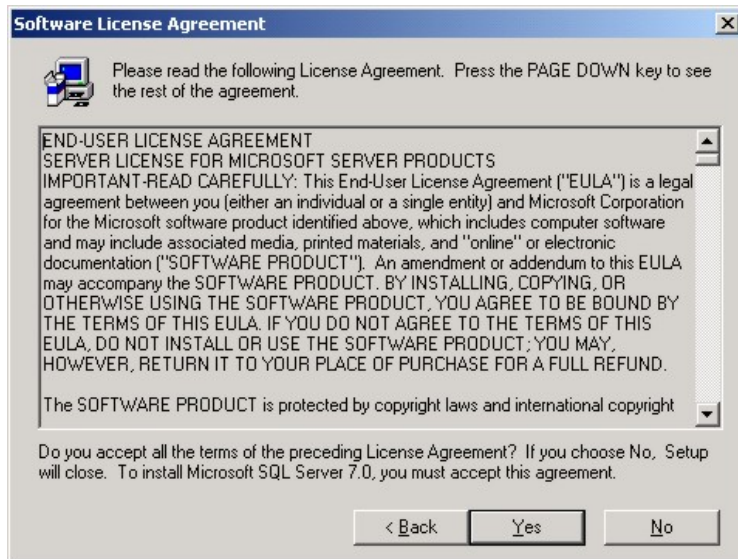 Software License Agreement
Please read the following License Agreement. Press the PAGE DOWN key to see
the rest of the agreement.
END-USER LICENSE AGREEMENT
SERVER LICENSE FOR MICROSOFT SERVER PRODUCTS
IMPORTANT-READ CAREFULLY: This End-User License Agreement ("EULA") is a legal
agreement between you (either an individual or a single entity) and Microsoft Corporation
for the Microsoft software product identified above, which includes computer software
and may include associated media, printed materials, and "online" or electronic
documentation ("SOFTWARE PRODUCT"). An amendment or addendum to this EULA
may accompany the SOFTWARE PRODUCT. BY INSTALLING, COPYING, OR
OTHERWISE USING THE SOFTWARE PRODUCT, YOU AGREE TO BE BOUND BY
THE TERMS OF THIS EULA. IF YOU DO NOT AGREE TO THE TERMS OF THIS
EULA, DO NOT INSTALL OR USE THE SOFTWARE PRODUCT; YOU MAY,
HOWEVER, RETURN IT TO YOUR PLACE OF PURCHASE FOR A FULL REFUND.
The SOFTWARE PRODUCT is protected by copyright laws and international copyright
Do you accept all the terms of the preceding License Agreement? If you choose No, Setup
will close. To install Microsoft SQL Server 7.0, you must accept this agreement.
< Back Yes No